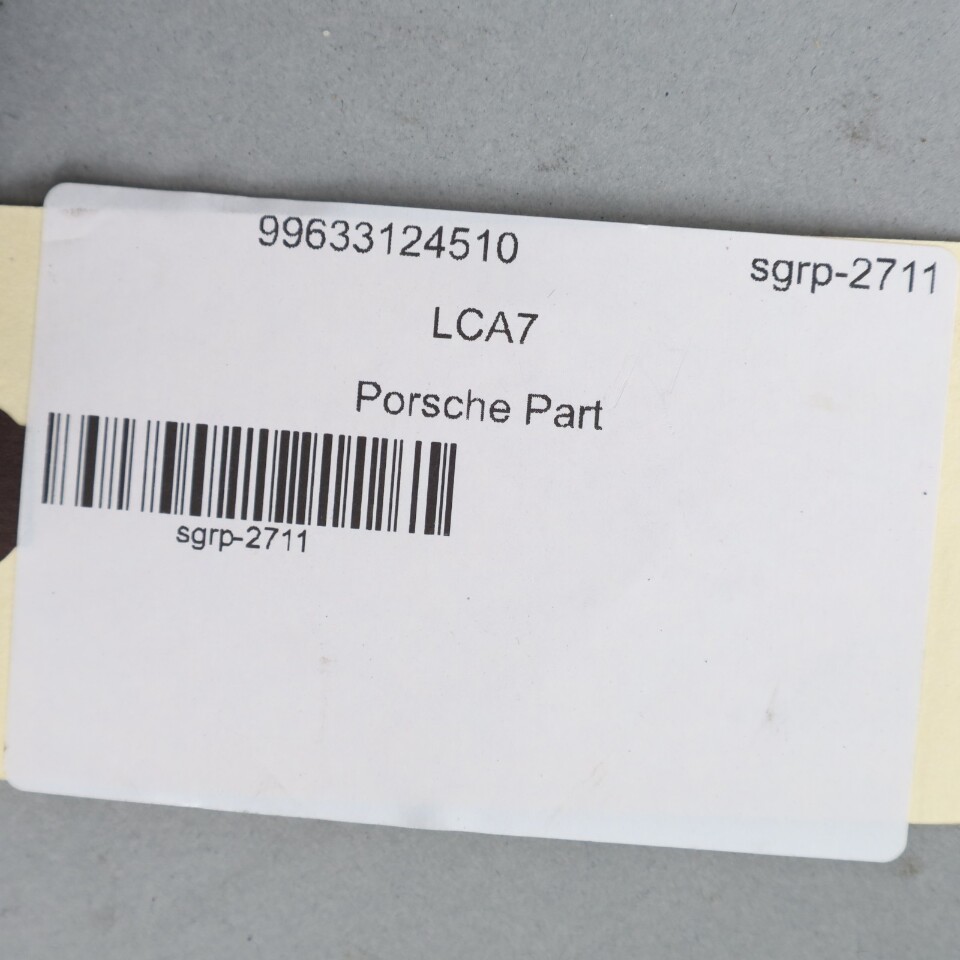 99633124510
sgrp-2711
LCA7
Porsche Part
sgrp-2711